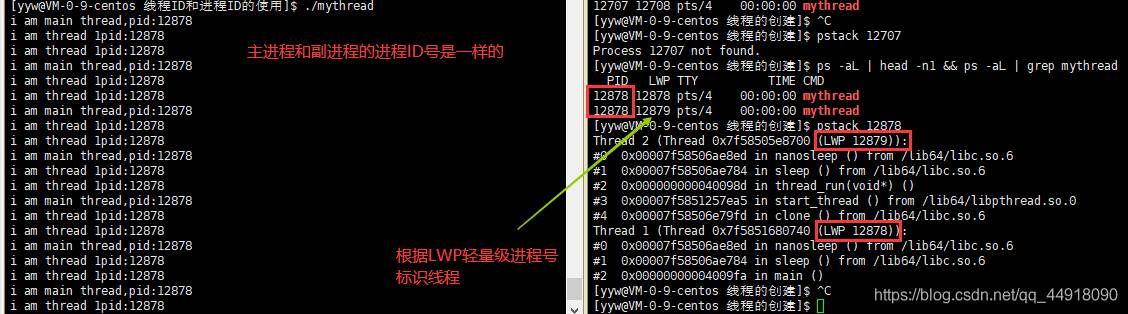 [yyw@VM-0-9-centos 线程ID和进程ID的使用]$ ./mythread
i am main thread,pid:12878
i am thread 1pid:12878
i am main thread,pid:12878
i am thread 1pid:12878
i am main thread,pid:12878
i am thread 1pid:12878
i am main thread,pid:12878
i am thread 1pid:12878
i am main thread,pid:12878
i am thread 1pid:12878
i am thread 1pid:12878
i am main thread,pid:12878
i am thread 1pid:12878
i am main thread,pid:12878
i am thread 1pid:12878
i am main thread,pid:12878
i am thread 1pid:12878
i am main thread,pid:12878
i am thread 1pid:12878
i am main thread,pid:12878
i am thread 1pid:12878
主进程和副进程的进程ID号是一样的
根据LWP轻量级进程号
标识线程
12707 12708 pts/4 00:00:00 mythread
[yyw@VM-0-9-centos 线程的创建]$ ^C
[yyw@VM-0-9-centos 线程的创建]$ pstack 12707
Process 12707 not found.
[yyw@VM-0-9-centos 线程的创建]$ ps -aL | head -n1 && ps -aL | grep mythread
PID LWP TTY TIME CMD
12878 12878 pts/4 00:00:00 mythread
12878 12879 pts/4 00:00:00 mythread
[yyw@VM-0-9-centos 线程的创建]$ pstack 12878
Thread 2 (Thread 0x7f58505e8700 (LWP 12879)):
#0 0x00007f58506ae8ed in nanosleep () from /lib64/libc.so.6
#1 0x00007f58506ae784 in sleep () from /lib64/libc.so.6
#2 0x000000000040098d in thread_run(void*) ()
#3 0x00007f5851257ea5 in start_thread () from /lib64/libpthread.so.0
#4 0x00007f58506e79fd in clone () from /lib64/libc.so.6
Thread 1 (Thread 0x7f5851680740 (LWP 12878)):
#0 0x00007f58506ae8ed in nanosleep () from /lib64/libc.so.6
#1 0x00007f58506ae784 in sleep () from /lib64/libc.so.6
#2 0x00000000004009fa in main ()
[yyw@VM-0-9-centos 线程的创建]$ ^C
[yyw@VM-0-9-centos 线程的创建]$
https://blog.csdn.net/qq_44918090